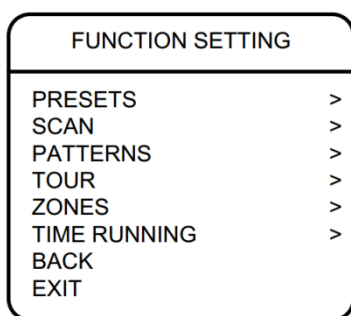 FUNCTION SETTING
PRESETS >
SCAN >
PATTERNS >
TOUR >
ZONES >
TIME RUNNING >
BACK
EXIT